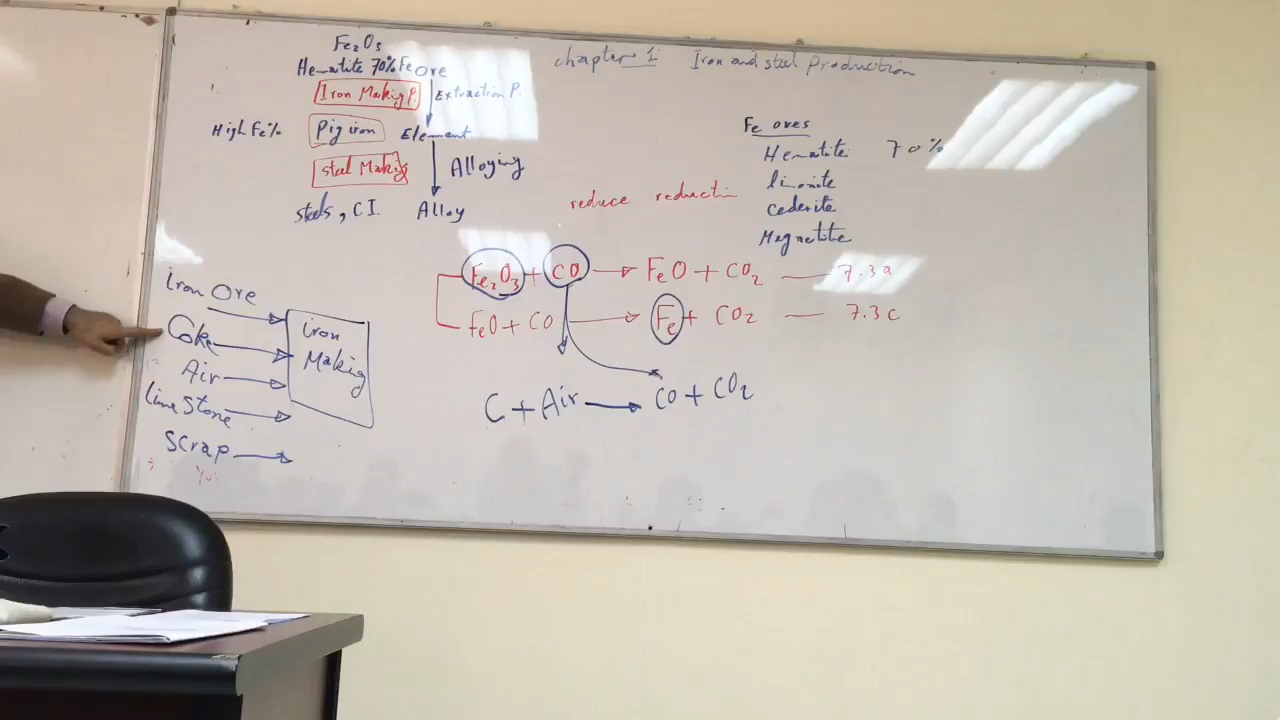 chapter 1: Iron and steel Production
Fe₂O₃
Hematite 70% Fe Ore
Iron Making P. Extraction P.
High Fe% Pig iron Element
steel Making Alloying
steels, C I. Alloy
Fe ores
Hematite 70%
limonite
cederite
Megnetite
reduce reduction
Fe₂O₃ + CO → FeO + CO₂ — 7.3a
FeO + CO → Fe + CO₂ — 7.3c
C + Air → CO + CO₂
Iron Ore
Coke
Air
Lime Stone
Scrap
iron
Making